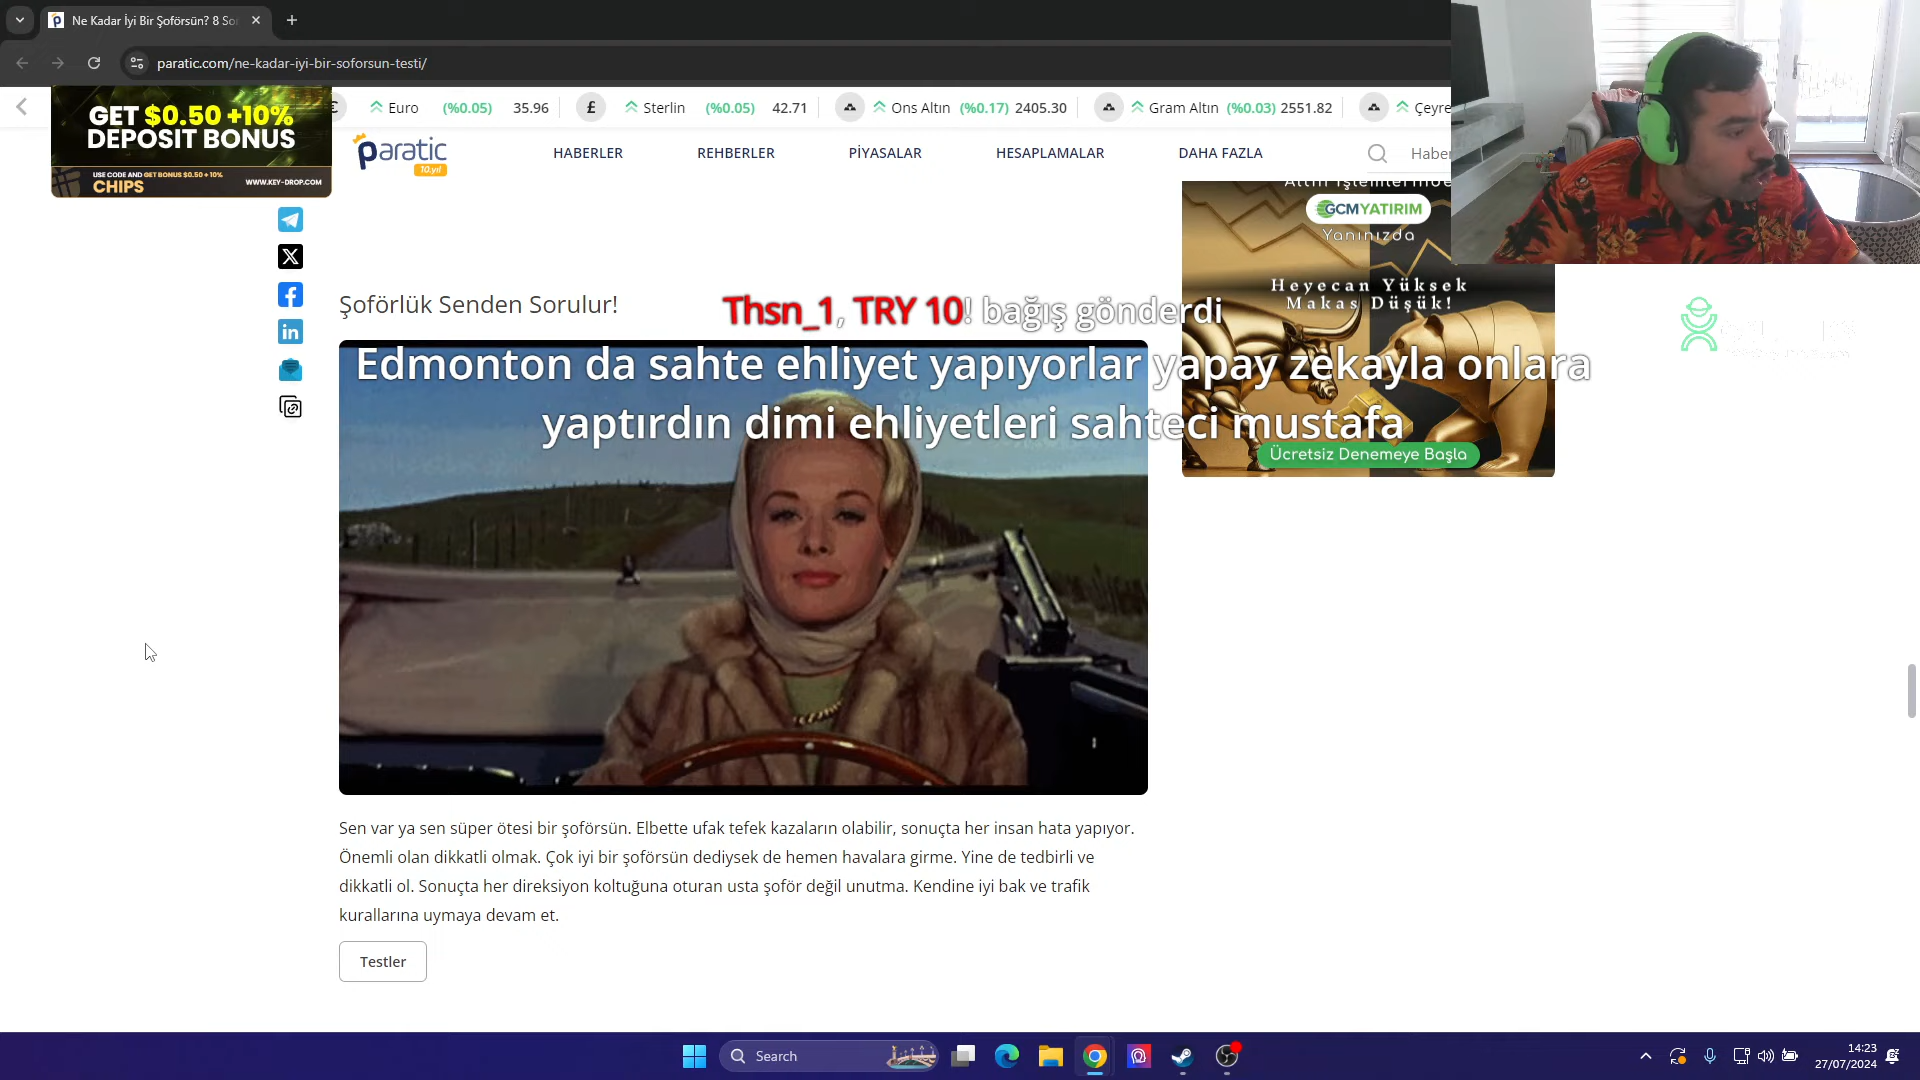 Ne Kadar İyi Bir Şoförsün? 8 So
paratic.com/ne-kadar-iyi-bir-soforsun-testi/
GET $0.50 +10%
DEPOSIT BONUS
USE CODE AND GET BONUS $0.50 + 10%
CHIPS
WWW.KEY-DROP.COM
€ Euro (%0.05) 35.96 £ Sterlin (%0.05) 42.71 Ons Altın (%0.17) 2405.30 Gram Altın (%0.03) 2551.82 Çeyre
paratic
10.yıl
HABERLER REHBERLER PİYASALAR HESAPLAMALAR DAHA FAZLA Haber
Altın İşlemlerinde
GCMYATIRIM
Yanınızda
Heyecan Yüksek
Makas Düşük!
Ücretsiz Denemeye Başla
Şoförlük Senden Sorulur!
Thsn_1, TRY 10! bağış gönderdi
Edmonton da sahte ehliyet yapıyorlar yapay zekayla onlara
yaptırdın dimi ehliyetleri sahteci mustafa
Sen var ya sen süper ötesi bir şoförsün. Elbette ufak tefek kazaların olabilir, sonuçta her insan hata yapıyor.
Önemli olan dikkatli olmak. Çok iyi bir şoförsün dediysek de hemen havalara girme. Yine de tedbirli ve
dikkatli ol. Sonuçta her direksiyon koltuğuna oturan usta şoför değil unutma. Kendine iyi bak ve trafik
kurallarına uymaya devam et.
Testler
Search
14:23
27/07/2024